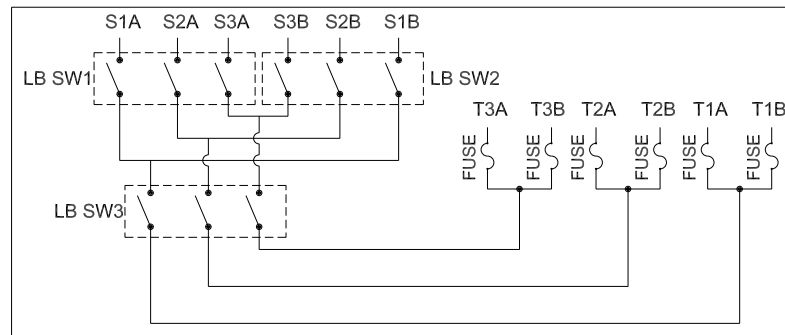 S1A S2A S3A S3B S2B S1B
LB SW1
LB SW2
T3A T3B T2A T2B T1A T1B
FUSE FUSE FUSE FUSE FUSE FUSE
LB SW3